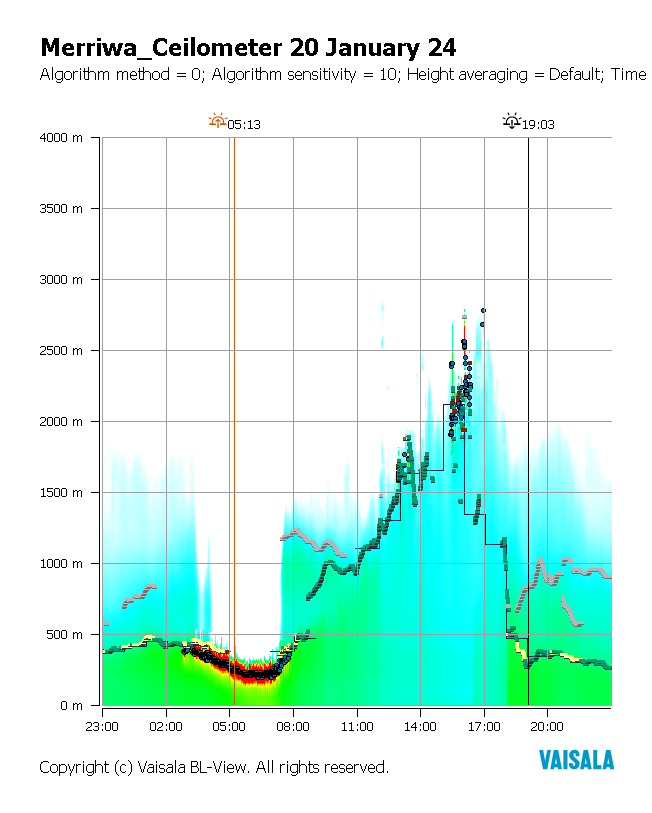 Merriwa_Ceilometer 20 January 24
Algorithm method = 0; Algorithm sensitivity = 10; Height averaging = Default; Time
05:13 19:03
4000 m
3500 m
3000 m
2500 m
2000 m
1500 m
1000 m
500 m
0 m
23:00 02:00 05:00 08:00 11:00 14:00 17:00 20:00
Copyright (c) Vaisala BL-View. All rights reserved.
VAISALA